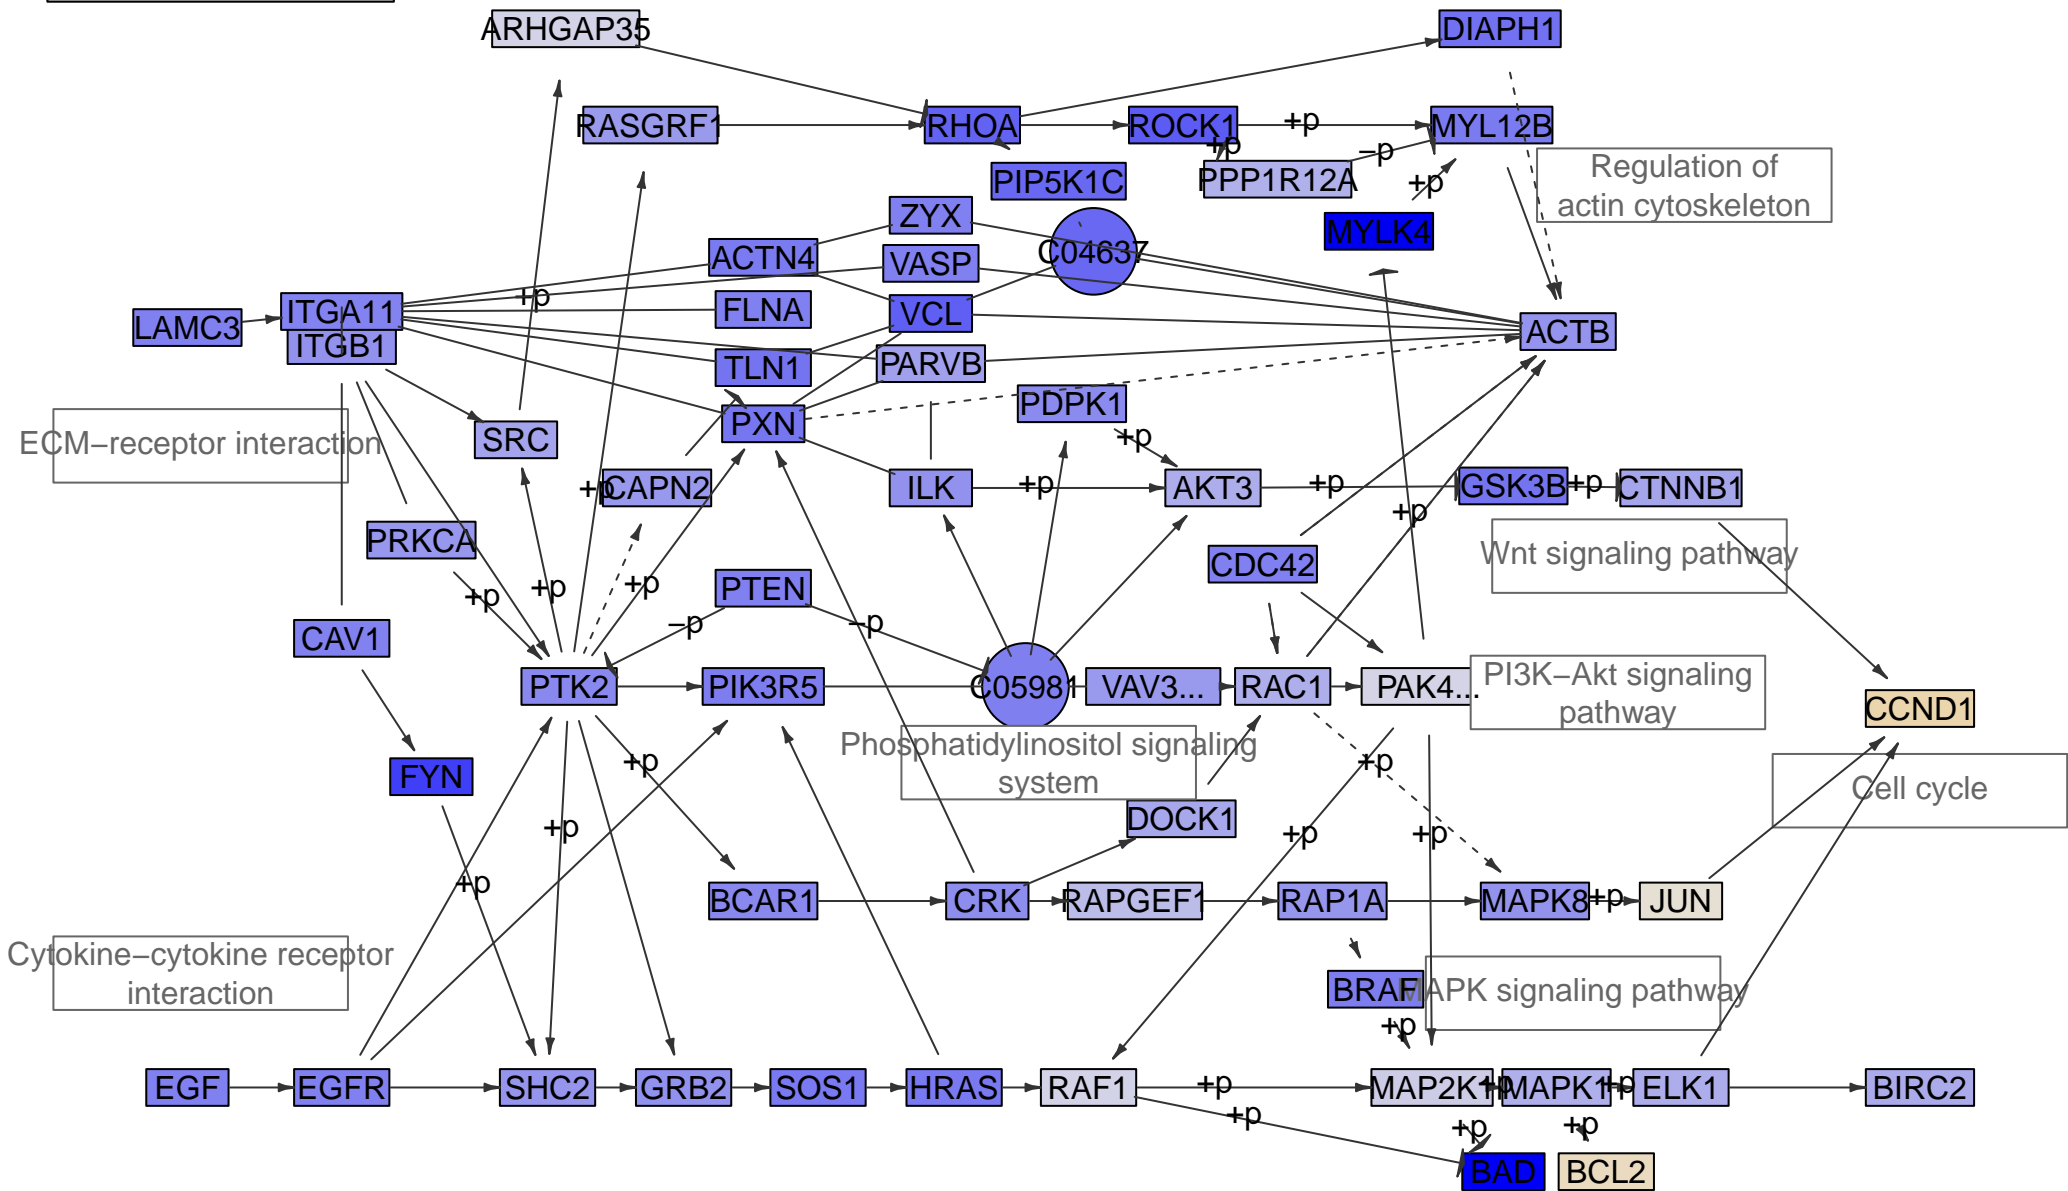 ARHGAP35
DIAPH1
RASGRF1
RHOA
ROCK1
+p
MYL12B
+p
−p
PIP5K1C
PPP1R12A
+p
Regulation of
actin cytoskeleton
ZYX
MYLK4
ACTN4
VASP
C04637
+p
LAMC3
ITGA11
FLNA
VCL
ACTB
ITGB1
TLN1
PARVB
PDPK1
ECM−receptor interaction
SRC
PXN
+p
+p
CAPN2
ILK
+p
AKT3
+p
GSK3B
+p
CTNNB1
+p
PRKCA
Wnt signaling pathway
CDC42
+p
+p
+p
PTEN
CAV1
−p
−p
PTK2
PIK3R5
C05981
VAV3...
RAC1
PAK4...
PI3K−Akt signaling
pathway
CCND1
FYN
+p
Phosphatidylinositol signaling
system
+p
Cell cycle
+p
DOCK1
+p
+p
+p
BCAR1
CRK
RAPGEF1
RAP1A
MAPK8
+p
JUN
Cytokine−cytokine receptor
interaction
BRAF
MAPK signaling pathway
+p
EGF
EGFR
SHC2
GRB2
SOS1
HRAS
RAF1
+p
MAP2K1
+p
MAPK1
+p
ELK1
BIRC2
+p
+p
+p
BAD
BCL2